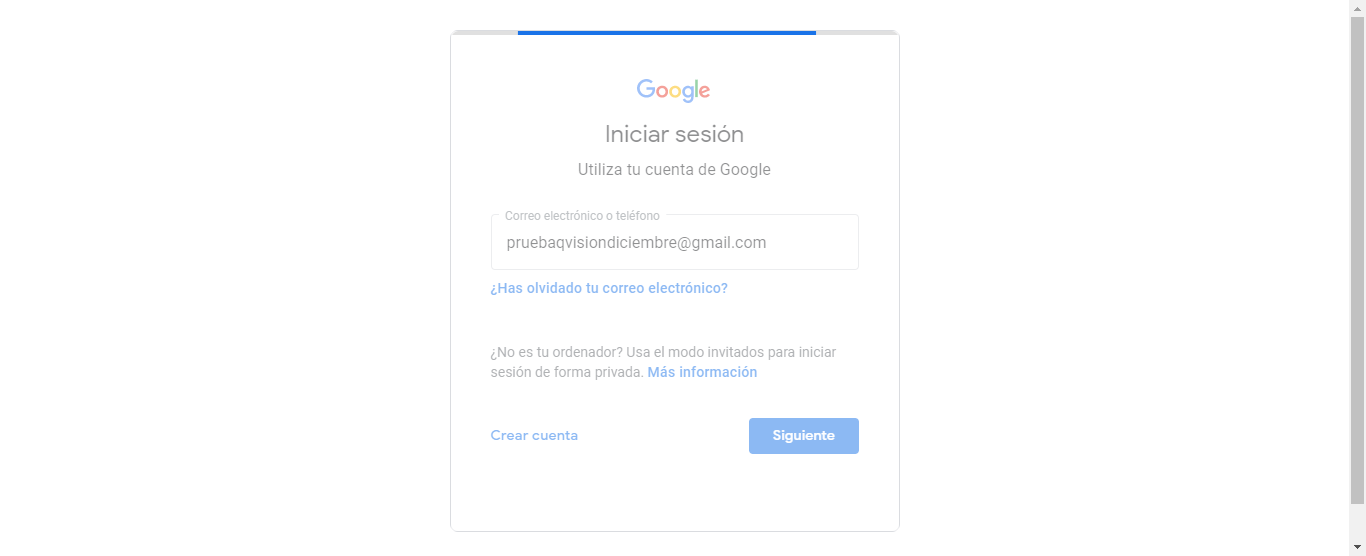 Google
Iniciar sesión
Utiliza tu cuenta de Google
Correo electrónico o teléfono
pruebaqvisiondiciembre@gmail.com
¿Has olvidado tu correo electrónico?
¿No es tu ordenador? Usa el modo invitados para iniciar
sesión de forma privada. Más información
Crear cuenta
Siguiente